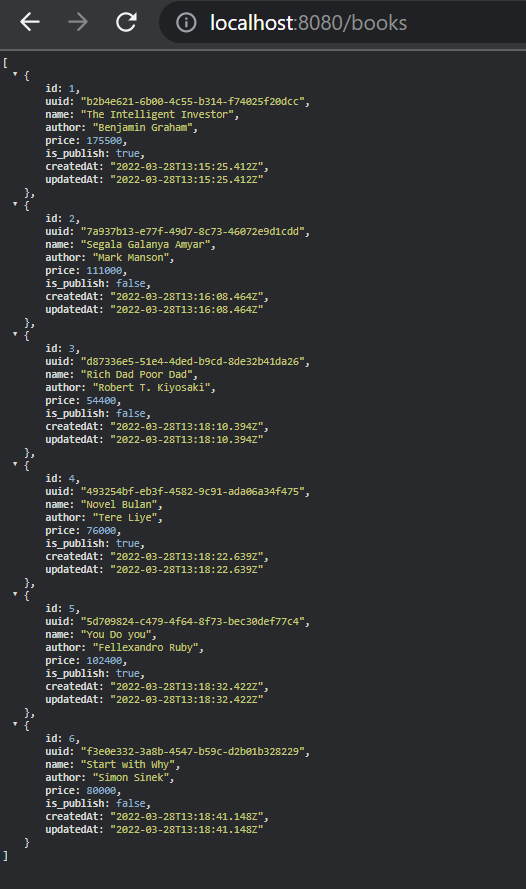 localhost:8080/books
[
{
id: 1,
uuid: "b2b4e621-6b00-4c55-b314-f74025f20dcc",
name: "The Intelligent Investor",
author: "Benjamin Graham",
price: 175500,
is_publish: true,
createdAt: "2022-03-28T13:15:25.412Z",
updatedAt: "2022-03-28T13:15:25.412Z"
},
{
id: 2,
uuid: "7a937b13-e77f-49d7-8c73-46072e9d1cdd",
name: "Segala Galanya Amyar",
author: "Mark Manson",
price: 111000,
is_publish: false,
createdAt: "2022-03-28T13:16:08.464Z",
updatedAt: "2022-03-28T13:16:08.464Z"
},
{
id: 3,
uuid: "d87336e5-51e4-4ded-b9cd-8de32b41da26",
name: "Rich Dad Poor Dad",
author: "Robert T. Kiyosaki",
price: 54400,
is_publish: false,
createdAt: "2022-03-28T13:18:10.394Z",
updatedAt: "2022-03-28T13:18:10.394Z"
},
{
id: 4,
uuid: "493254bf-eb3f-4582-9c91-ada06a34f475",
name: "Novel Bulan",
author: "Tere Liye",
price: 76000,
is_publish: true,
createdAt: "2022-03-28T13:18:22.639Z",
updatedAt: "2022-03-28T13:18:22.639Z"
},
{
id: 5,
uuid: "5d709824-c479-4f64-8f73-bec30def77c4",
name: "You Do you",
author: "Fellexandro Ruby",
price: 102400,
is_publish: true,
createdAt: "2022-03-28T13:18:32.422Z",
updatedAt: "2022-03-28T13:18:32.422Z"
},
{
id: 6,
uuid: "f3e0e332-3a8b-4547-b59c-d2b01b328229",
name: "Start with Why",
author: "Simon Sinek",
price: 80000,
is_publish: false,
createdAt: "2022-03-28T13:18:41.148Z",
updatedAt: "2022-03-28T13:18:41.148Z"
}
]